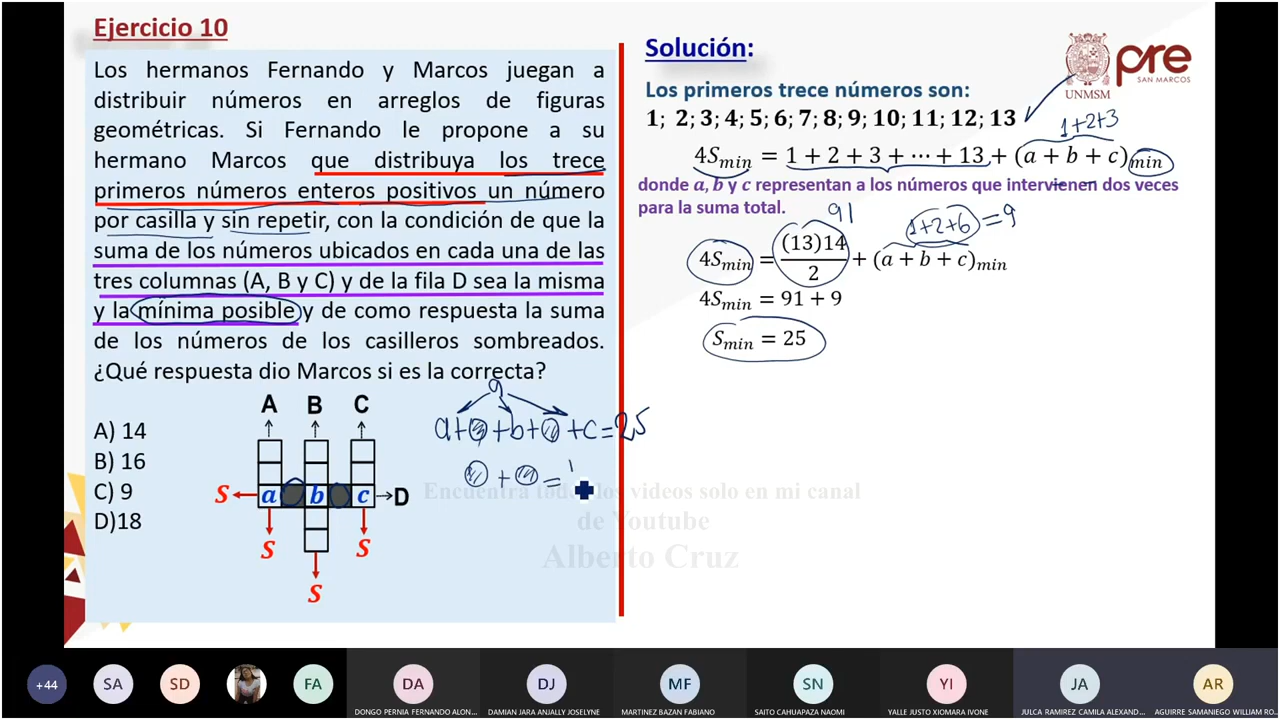 Ejercicio 10
Los hermanos Fernando y Marcos juegan a
distribuir números en arreglos de figuras
geométricas. Si Fernando le propone a su
hermano Marcos que distribuya los trece
primeros números enteros positivos un número
por casilla y sin repetir, con la condición de que la
suma de los números ubicados en cada una de las
tres columnas (A, B y C) y de la fila D sea la misma
y la mínima posible y de como respuesta la suma
de los números de los casilleros sombreados.
¿Qué respuesta dio Marcos si es la correcta?
A) 14
B) 16
C) 9
D)18
A B C
S a b c D
S S
S
9
a+ +b+ +c=25
+ =
Solución:
pre
SAN MARCOS
UNMSM
Los primeros trece números son:
1; 2; 3; 4; 5; 6; 7; 8; 9; 10; 11; 12; 13
1+2+3
4Smin = 1 + 2 + 3 + ⋯ + 13 + (a + b + c)min
donde a, b y c representan a los números que intervienen dos veces
para la suma total.
91
1+2+6 = 9
4Smin = (13)14/2 + (a + b + c)min
4Smin = 91 + 9
Smin = 25
Encuentra todos los videos solo en mi canal
de Youtube
Alberto Cruz
+44 SA SD FA DA DJ MF SN YI JA AR
DONGO PERNIA FERNANDO ALON... DAMIAN JARA ANJALLY JOSELYNE MARTINEZ BAZAN FABIANO SAITO CAHUAPAZA NAOMI YALLE JUSTO XIOMARA IVONE JULCA RAMIREZ CAMILA ALEXAND... AGUIRRE SAMANIEGO WILLIAM RO...